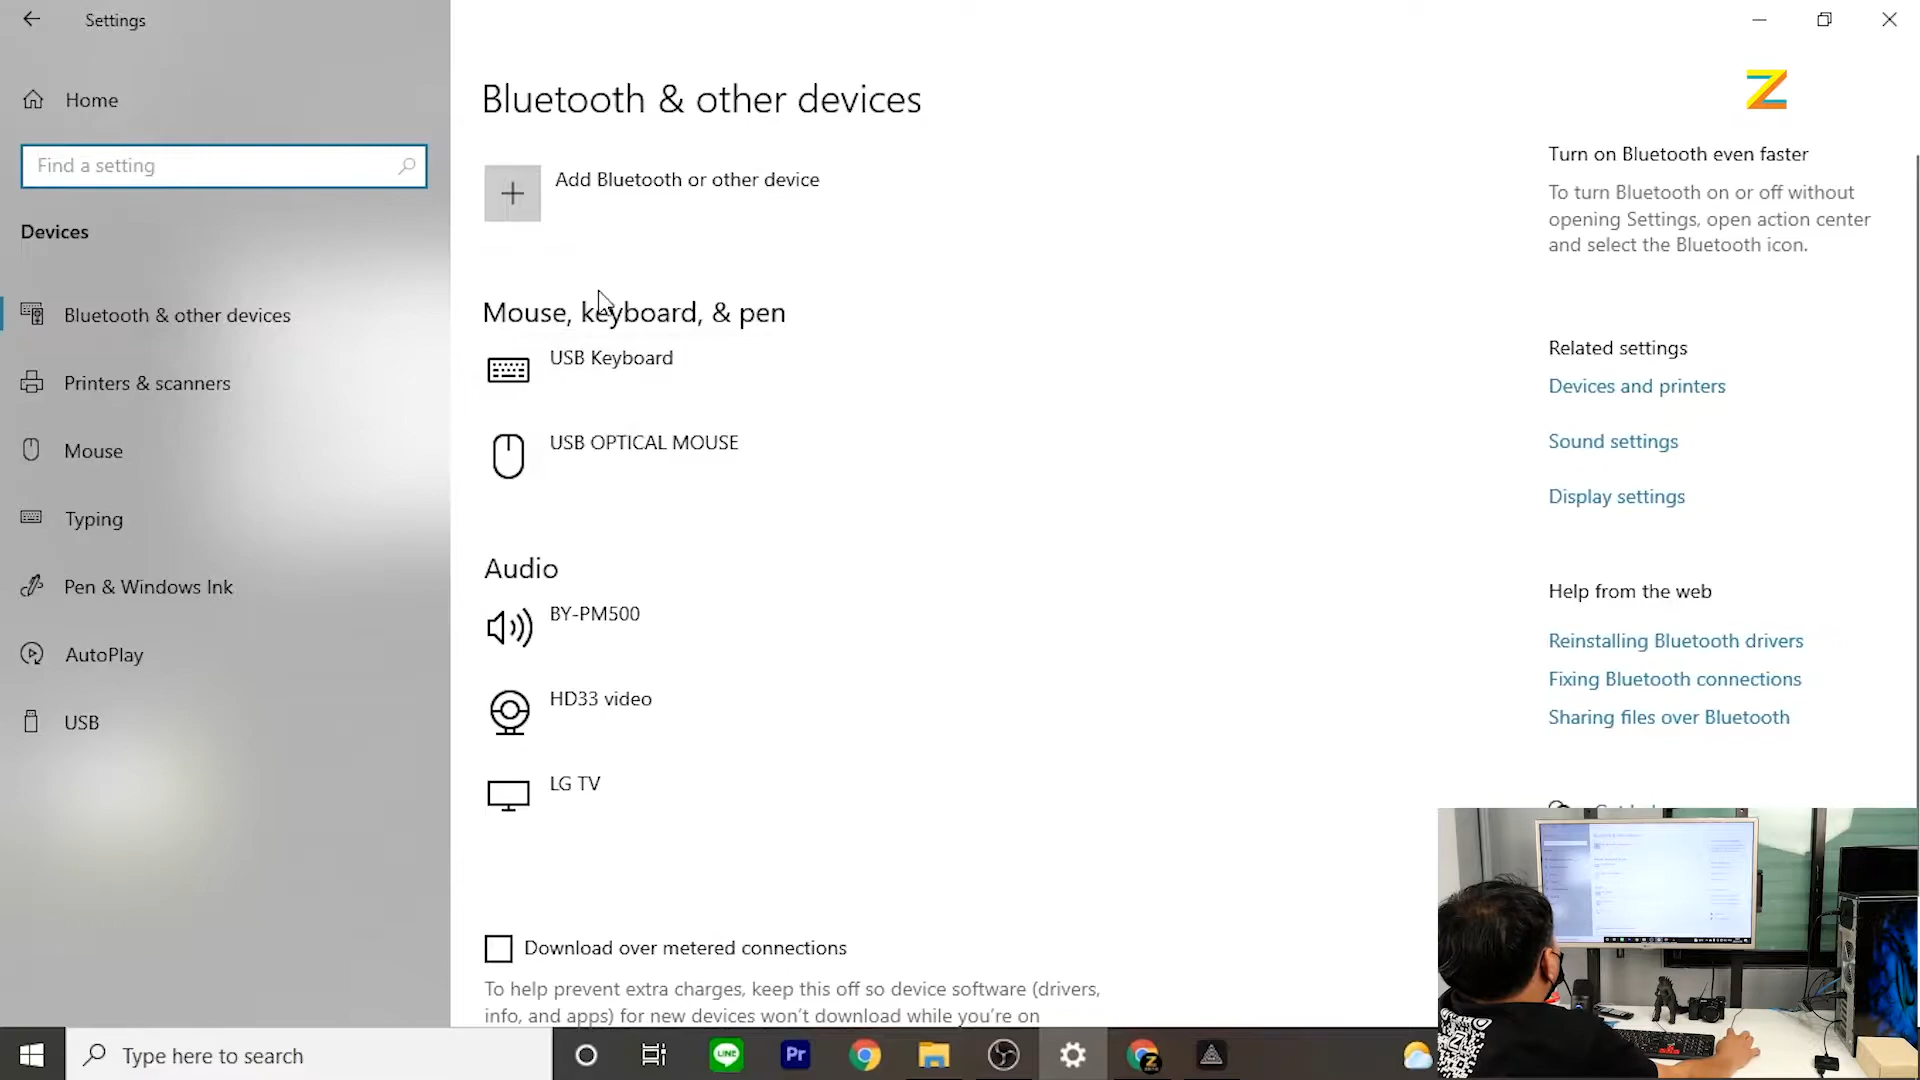 Settings
Home
Find a setting
Devices
Bluetooth & other devices
Printers & scanners
Mouse
Typing
Pen & Windows Ink
AutoPlay
USB
Bluetooth & other devices
Add Bluetooth or other device
Mouse, keyboard, & pen
USB Keyboard
USB OPTICAL MOUSE
Audio
BY-PM500
HD33 video
LG TV
Download over metered connections
To help prevent extra charges, keep this off so device software (drivers,
info, and apps) for new devices won't download while you're on
Z
Turn on Bluetooth even faster
To turn Bluetooth on or off without
opening Settings, open action center
and select the Bluetooth icon.
Related settings
Devices and printers
Sound settings
Display settings
Help from the web
Reinstalling Bluetooth drivers
Fixing Bluetooth connections
Sharing files over Bluetooth
Type here to search
LINE
Pr